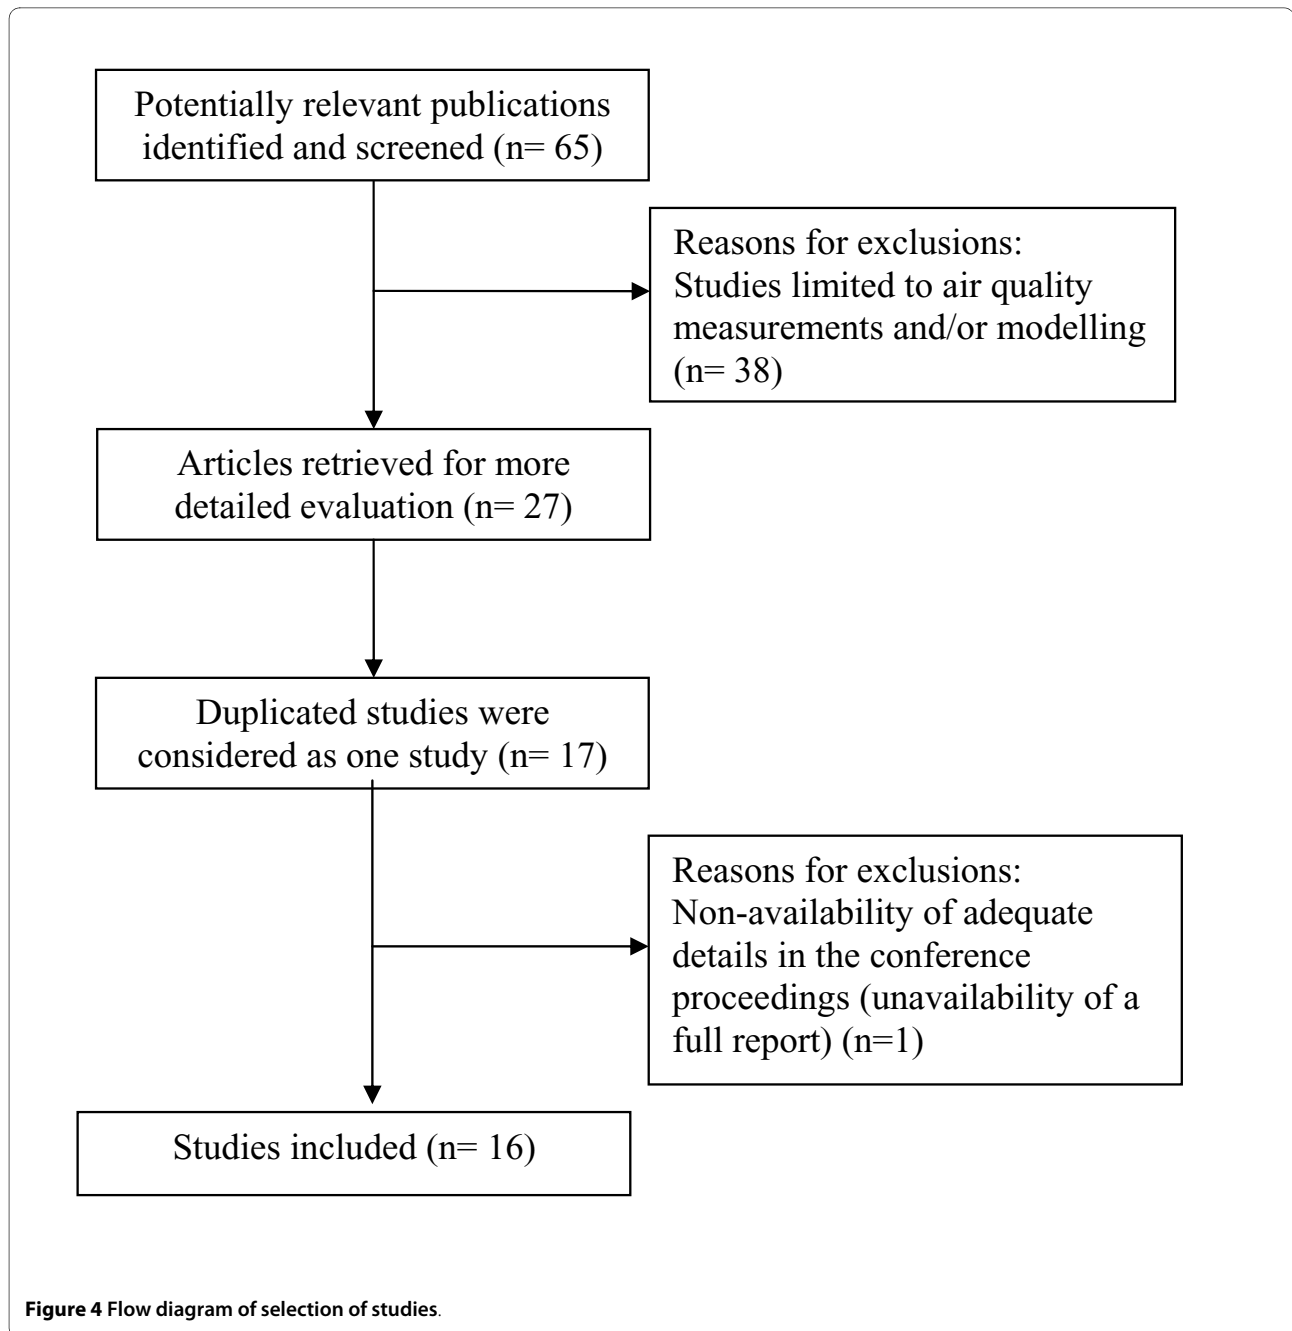 Potentially relevant publications
identified and screened (n= 65)
Reasons for exclusions:
Studies limited to air quality
measurements and/or modelling
(n= 38)
Articles retrieved for more
detailed evaluation (n= 27)
Duplicated studies were
considered as one study (n= 17)
Reasons for exclusions:
Non-availability of adequate
details in the conference
proceedings (unavailability of a
full report) (n=1)
Studies included (n= 16)
Figure 4 Flow diagram of selection of studies.